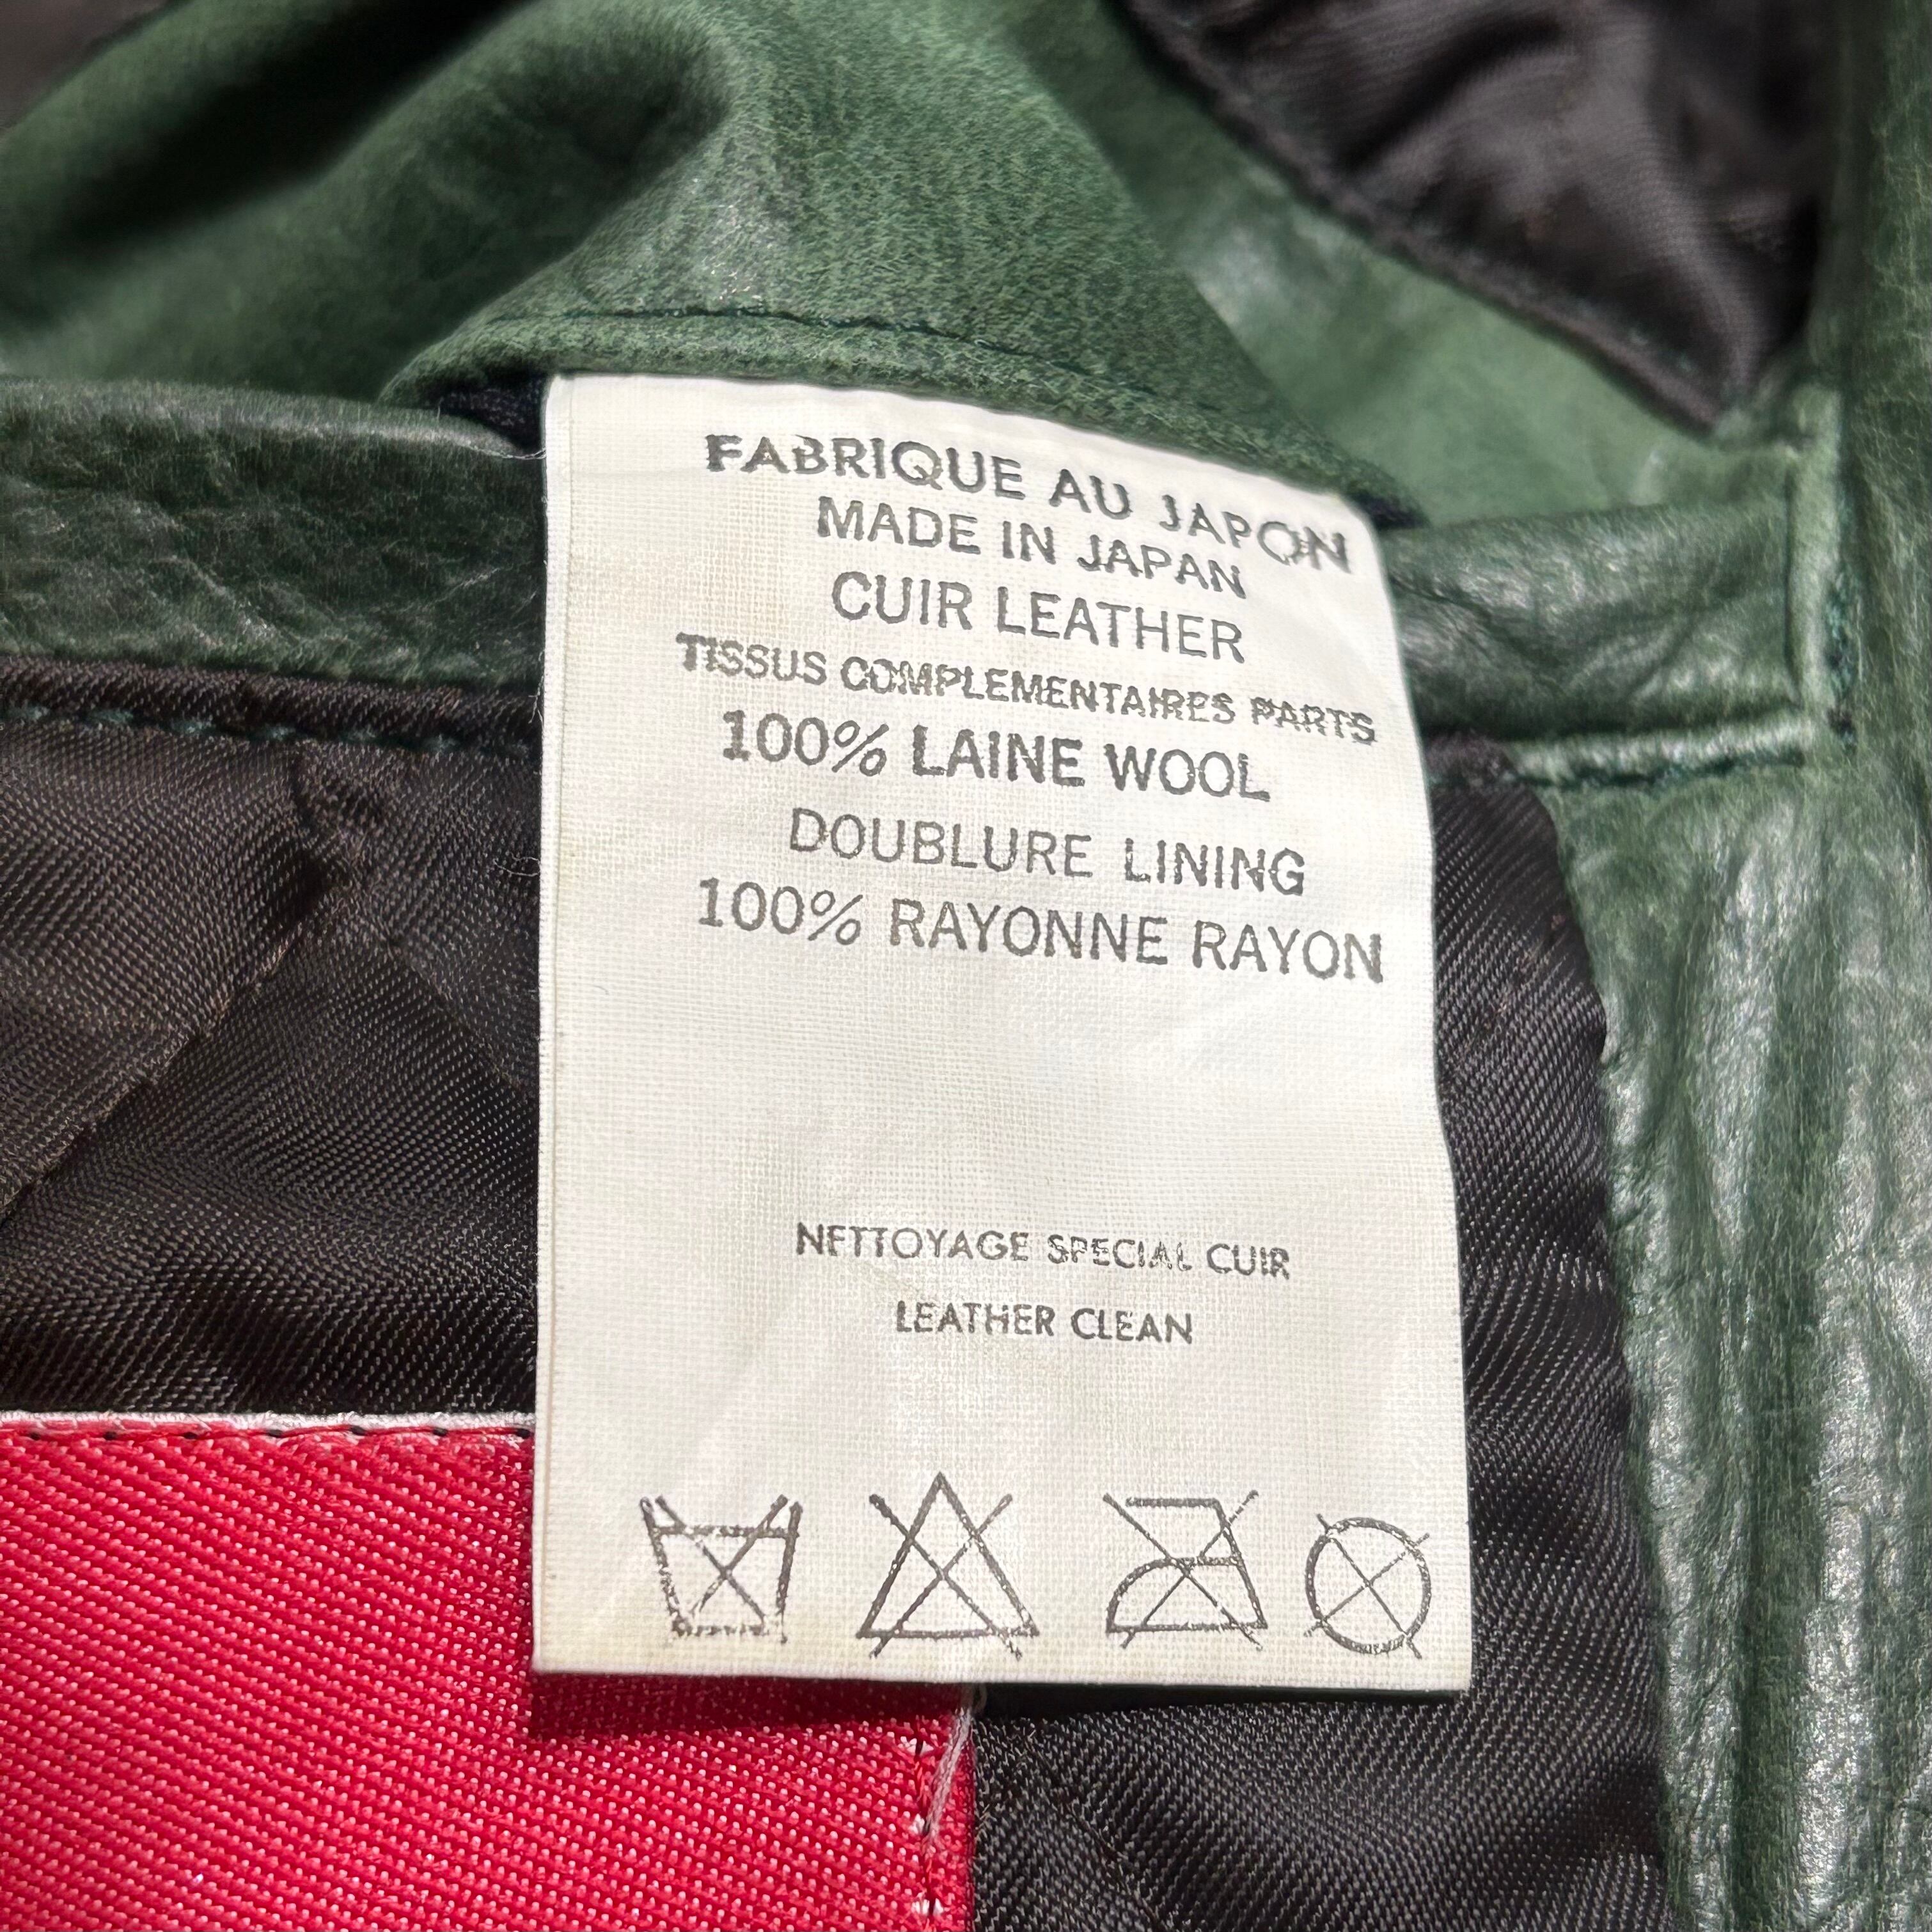 FABRIQUE AU JAPON
MADE IN JAPAN
CUIR LEATHER
TISSUS COMPLEMENTAIRES PARTS
100% LAINE WOOL
DOUBLURE LINING
100% RAYONNE RAYON
NETTOYAGE SPECIAL CUIR
LEATHER CLEAN